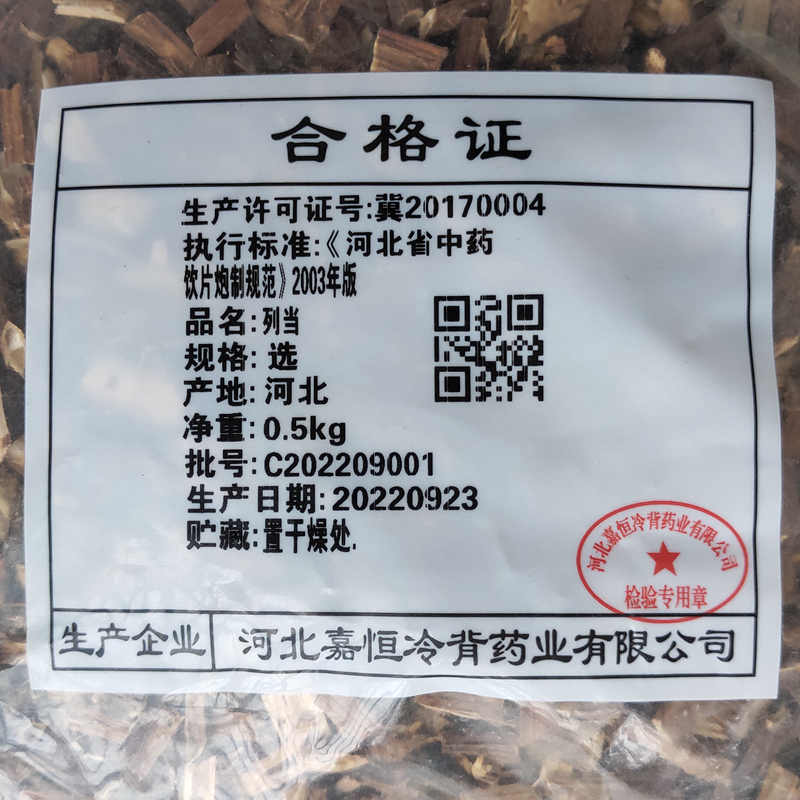 合格证
生产许可证号:冀20170004
执行标准:《河北省中药
饮片炮制规范》2003年版
品名:列当
规格:选
产地:河北
净重:0.5kg
批号:C202209001
生产日期:20220923
贮藏:置干燥处.
河北嘉恒冷背药业有限公司
检验专用章
生产企业 河北嘉恒冷背药业有限公司